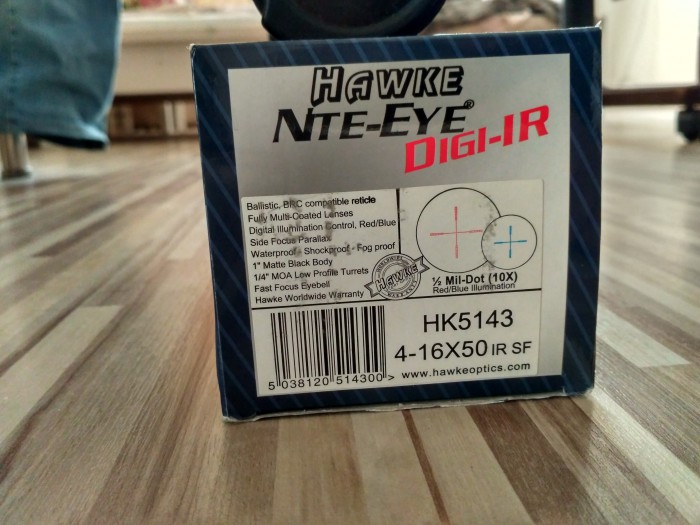 HAWKE
NITE-EYE®
DIGI-IR
Ballistic, BRC compatible reticle
Fully Multi-Coated Lenses
Digital Illumination Control, Red/Blue
Side Focus Parallax
Waterproof - Shockproof - Fog proof
1" Matte Black Body
1/4" MOA Low Profile Turrets
Fast Focus Eyebell
Hawke Worldwide Warranty
HAWKE
½ Mil-Dot (10X)
Red/Blue Illumination
HK5143
4-16X50 IR SF
www.hawkeoptics.com
5 038120 514300 >